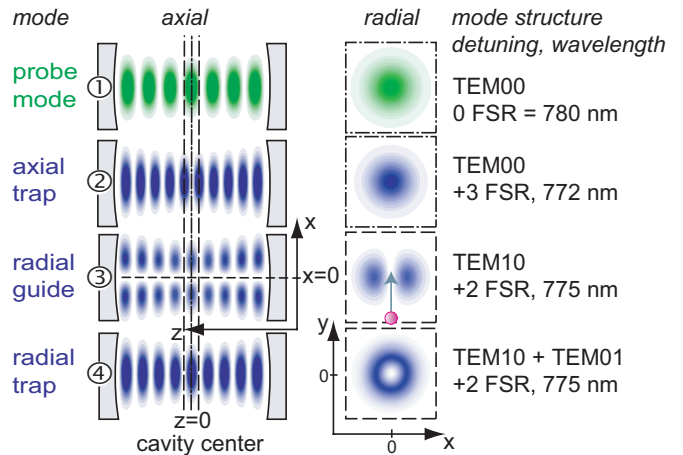 mode axial radial mode structure
detuning, wavelength
probe
mode
①
TEM00
0 FSR = 780 nm
axial
trap
②
TEM00
+3 FSR, 772 nm
x
radial
guide
③
x=0
z
TEM10
+2 FSR, 775 nm
y
radial
trap
④
0
TEM10 + TEM01
+2 FSR, 775 nm
z=0
cavity center
0
x